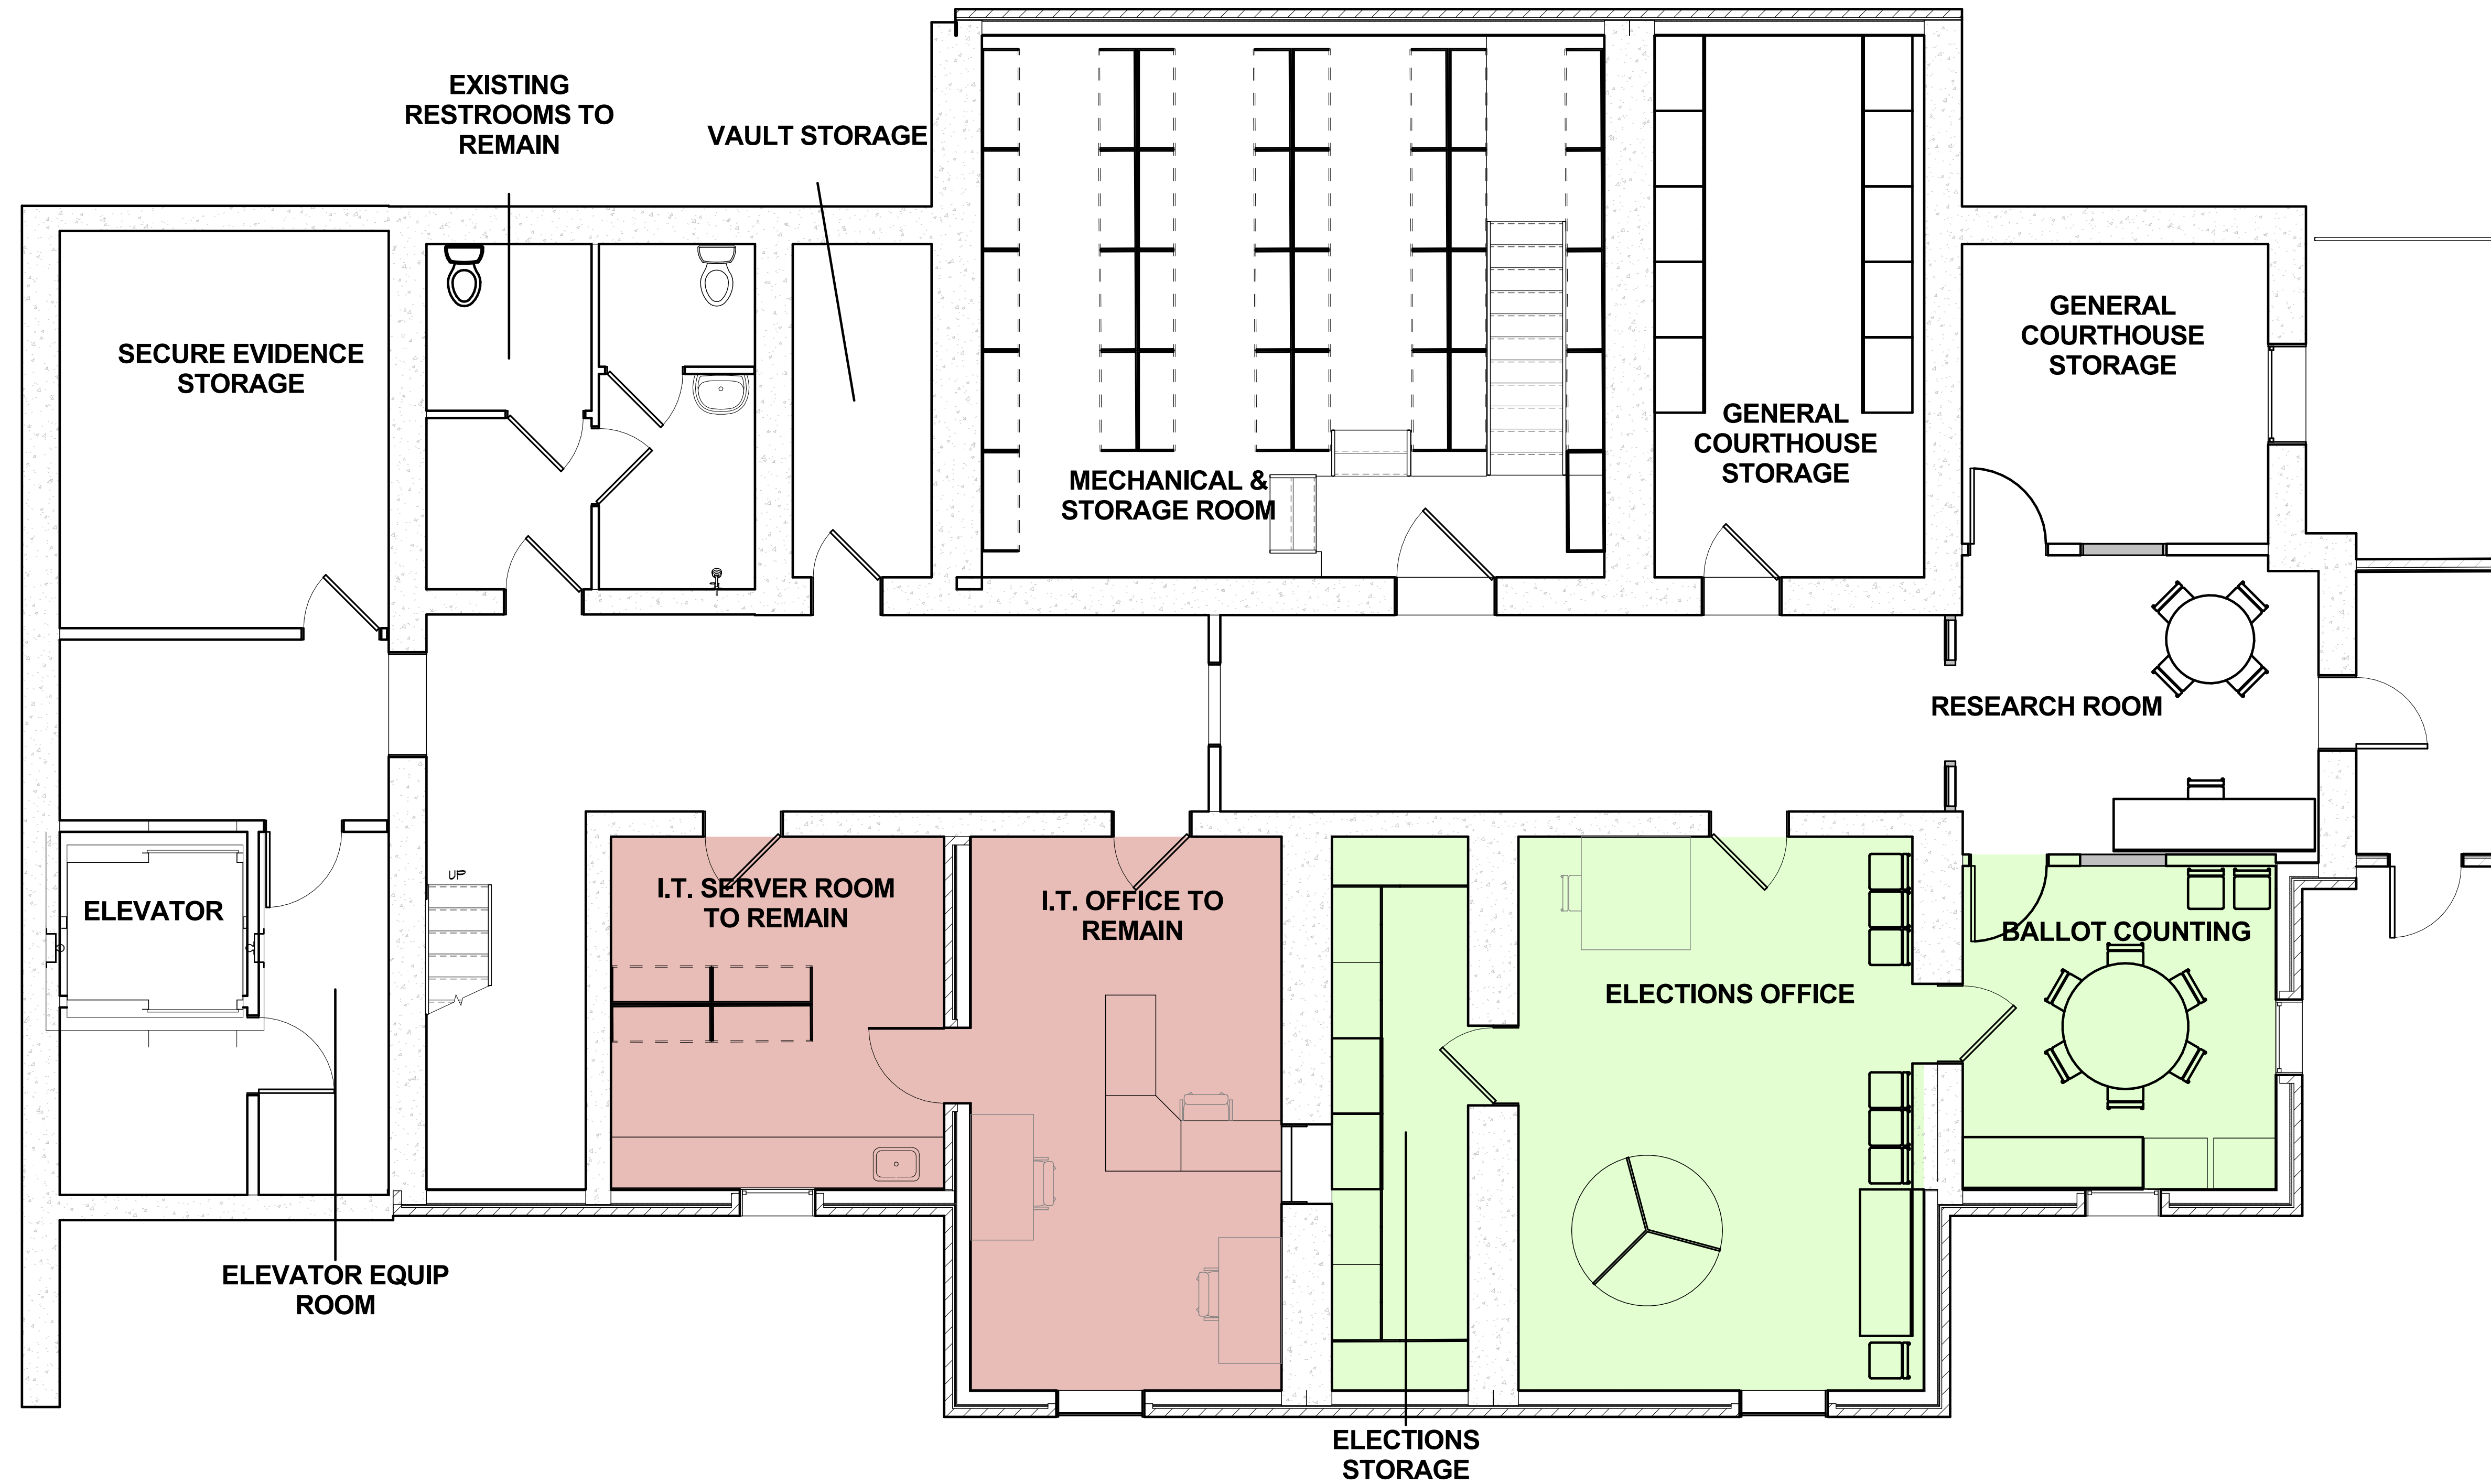 EXISTING
RESTROOMS TO
REMAIN
VAULT STORAGE
SECURE EVIDENCE
STORAGE
MECHANICAL &
STORAGE ROOM
GENERAL
COURTHOUSE
STORAGE
GENERAL
COURTHOUSE
STORAGE
RESEARCH ROOM
UP
ELEVATOR
I.T. SERVER ROOM
TO REMAIN
I.T. OFFICE TO
REMAIN
ELECTIONS OFFICE
BALLOT COUNTING
ELEVATOR EQUIP
ROOM
ELECTIONS
STORAGE